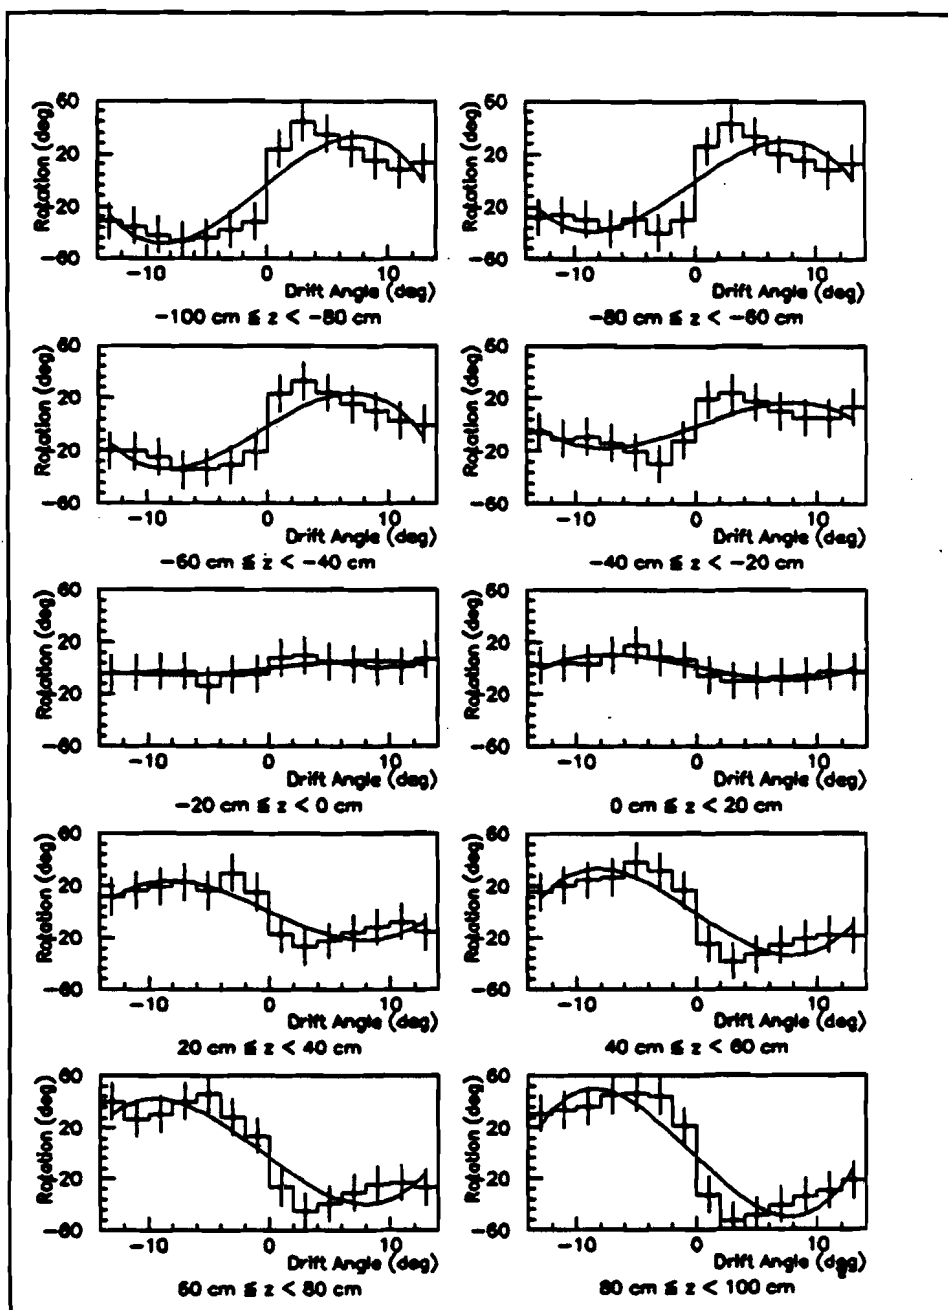 60 60
20 20
-20 -20
-60 -60
-10 0 10 -10 0 10
Rotation (deg) Rotation (deg)
Drift Angle (deg) Drift Angle (deg)
-100 cm ≦ z < -80 cm -80 cm ≦ z < -60 cm
60 60
20 20
-20 -20
-60 -60
-10 0 10 -10 0 10
Rotation (deg) Rotation (deg)
Drift Angle (deg) Drift Angle (deg)
-60 cm ≦ z < -40 cm -40 cm ≦ z < -20 cm
60 60
20 20
-20 -20
-60 -60
-10 0 10 -10 0 10
Rotation (deg) Rotation (deg)
Drift Angle (deg) Drift Angle (deg)
-20 cm ≦ z < 0 cm 0 cm ≦ z < 20 cm
60 60
20 20
-20 -20
-60 -60
-10 0 10 -10 0 10
Rotation (deg) Rotation (deg)
Drift Angle (deg) Drift Angle (deg)
20 cm ≦ z < 40 cm 40 cm ≦ z < 60 cm
60 60
20 20
-20 -20
-60 -60
-10 0 10 -10 0 10
Rotation (deg) Rotation (deg)
Drift Angle (deg) Drift Angle (deg)
60 cm ≦ z < 80 cm 80 cm ≦ z < 100 cm